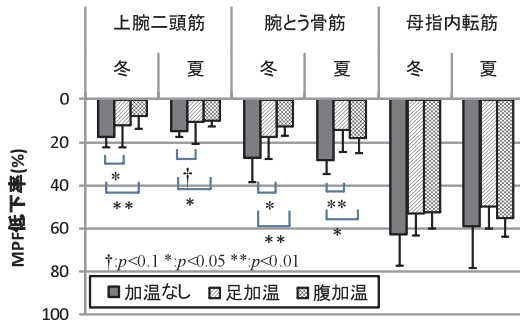 上腕二頭筋 腕とう骨筋 母指内転筋
冬 夏 冬 夏 冬 夏
0
20
40
60
80
100
MPF低下率(%)
* † * **
** * ** *
†:p<0.1 *:p<0.05 **:p<0.01
加温なし 足加温 腹加温